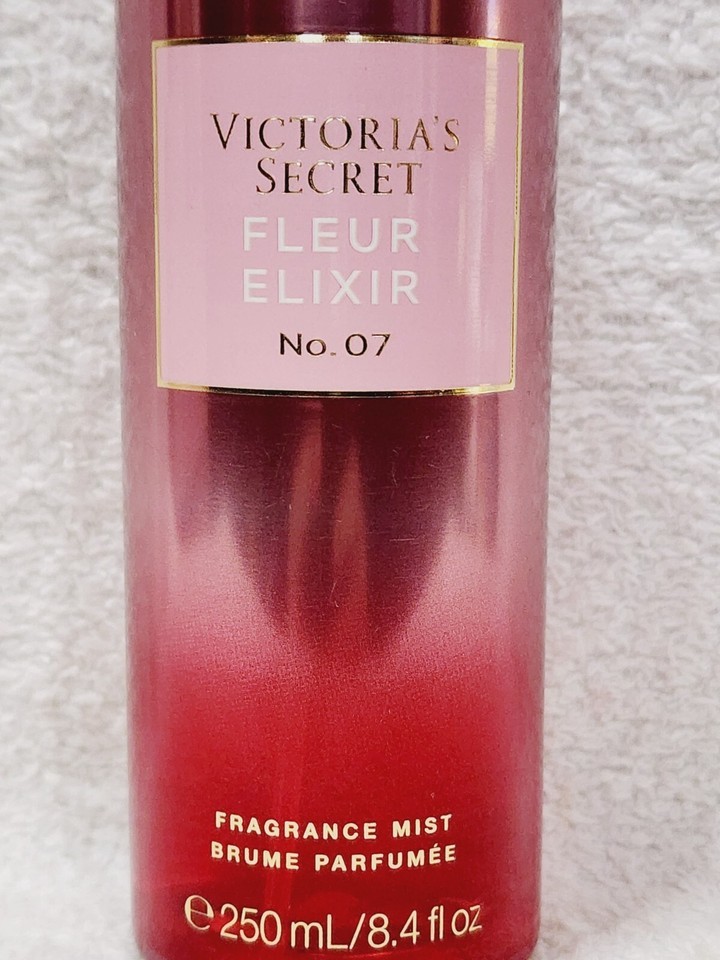 VICTORIA'S
SECRET
FLEUR
ELIXIR
No. 07
FRAGRANCE MIST
BRUME PARFUMÉE
℮ 250 mL/8.4 fl oz